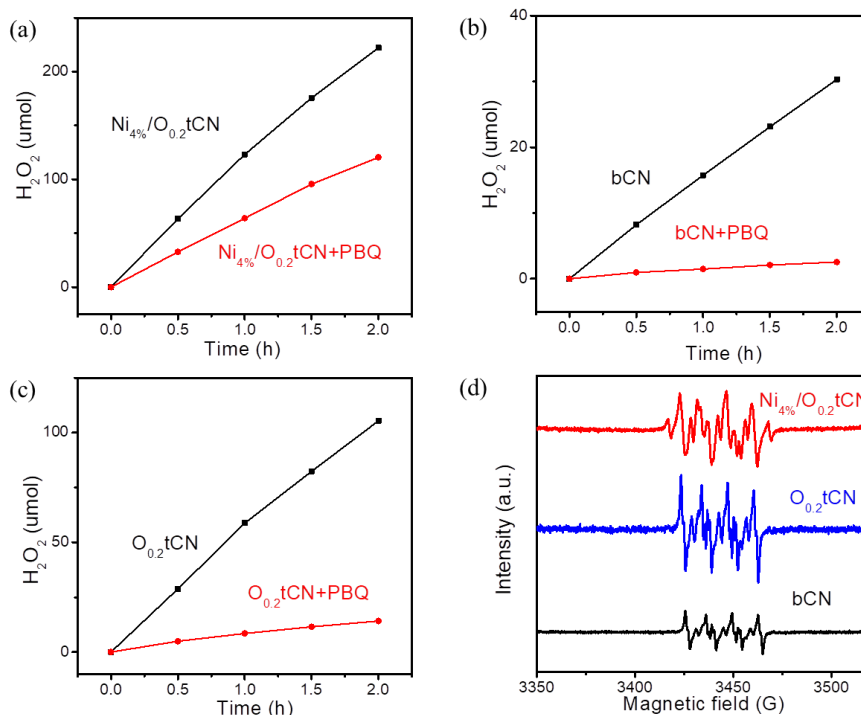 (a)
H₂O₂ (umol)
200
100
0
Ni₄%/O₀.₂tCN
Ni₄%/O₀.₂tCN+PBQ
0.0 0.5 1.0 1.5 2.0
Time (h)
(b)
H₂O₂ (umol)
40
20
0
bCN
bCN+PBQ
0.0 0.5 1.0 1.5 2.0
Time (h)
(c)
H₂O₂ (umol)
100
50
0
O₀.₂tCN
O₀.₂tCN+PBQ
0.0 0.5 1.0 1.5 2.0
Time (h)
(d)
Intensity (a.u.)
Ni₄%/O₀.₂tCN
O₀.₂tCN
bCN
3350 3400 3450 3500
Magnetic field (G)